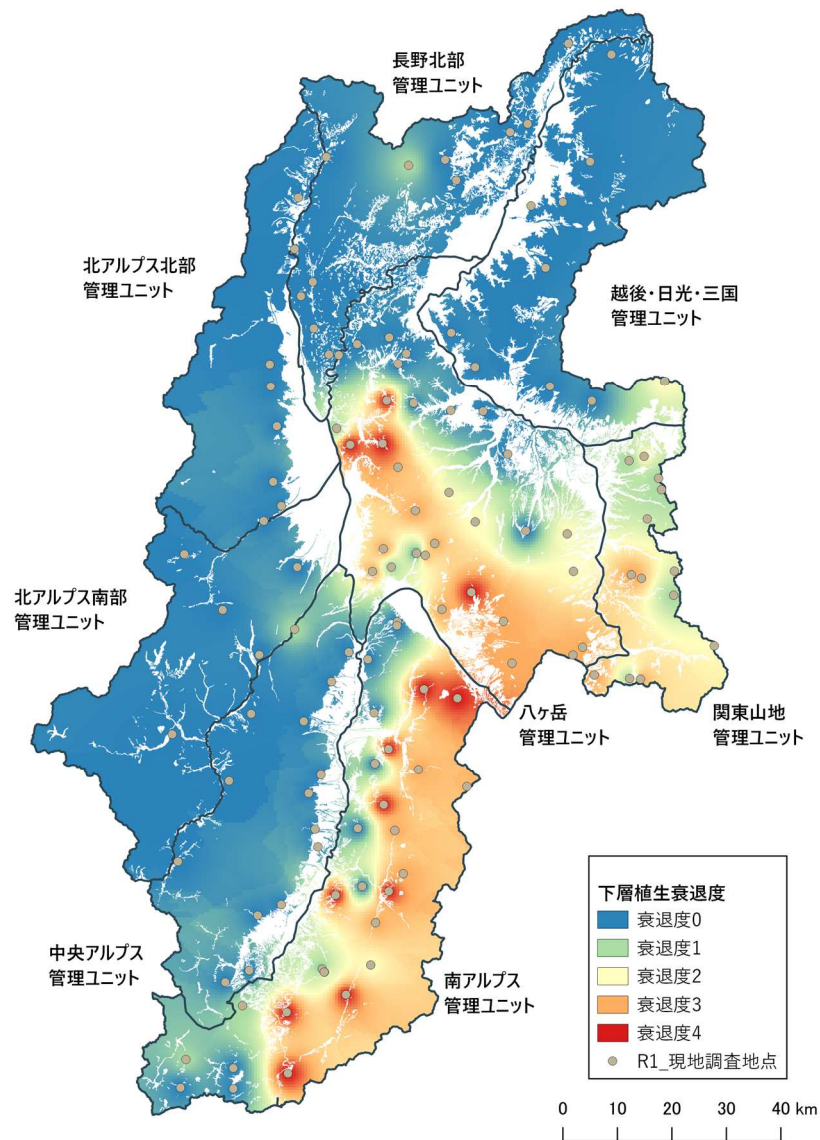 長野北部
管理ユニット
北アルプス北部
管理ユニット
越後・日光・三国
管理ユニット
北アルプス南部
管理ユニット
八ヶ岳
管理ユニット
関東山地
管理ユニット
中央アルプス
管理ユニット
南アルプス
管理ユニット
下層植生衰退度
衰退度0
衰退度1
衰退度2
衰退度3
衰退度4
R1_現地調査地点
0 10 20 30 40 km